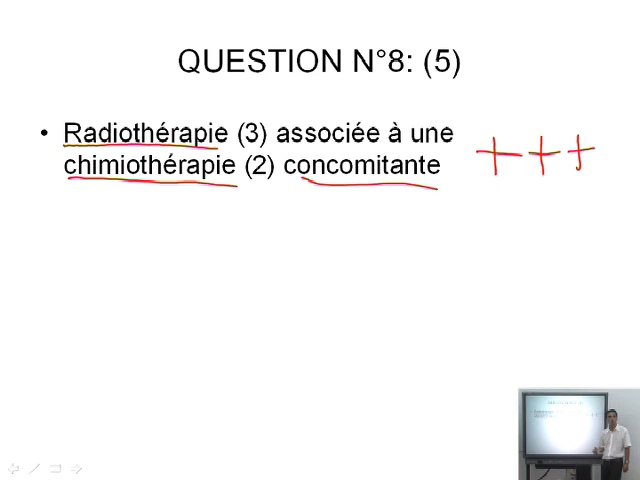 QUESTION N°8: (5)
• Radiothérapie (3) associée à une
chimiothérapie (2) concomitante
+ + +